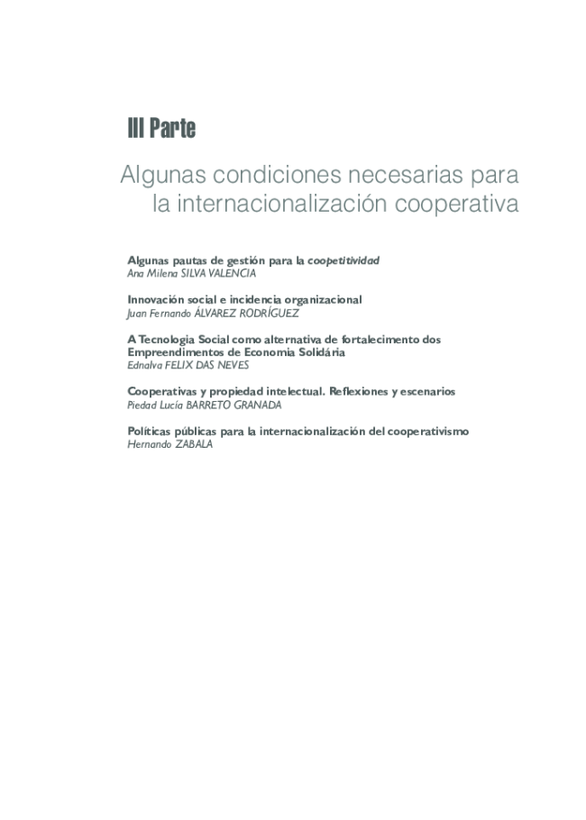 III Parte
Algunas condiciones necesarias para
la internacionalización cooperativa
Algunas pautas de gestión para la coopetitividad
Ana Milena SILVA VALENCIA
Innovación social e incidencia organizacional
Juan Fernando ÁLVAREZ RODRÍGUEZ
A Tecnologia Social como alternativa de fortalecimento dos
Empreendimentos de Economia Solidária
Ednalva FELIX DAS NEVES
Cooperativas y propiedad intelectual. Reflexiones y escenarios
Piedad Lucía BARRETO GRANADA
Políticas públicas para la internacionalización del cooperativismo
Hernando ZABALA